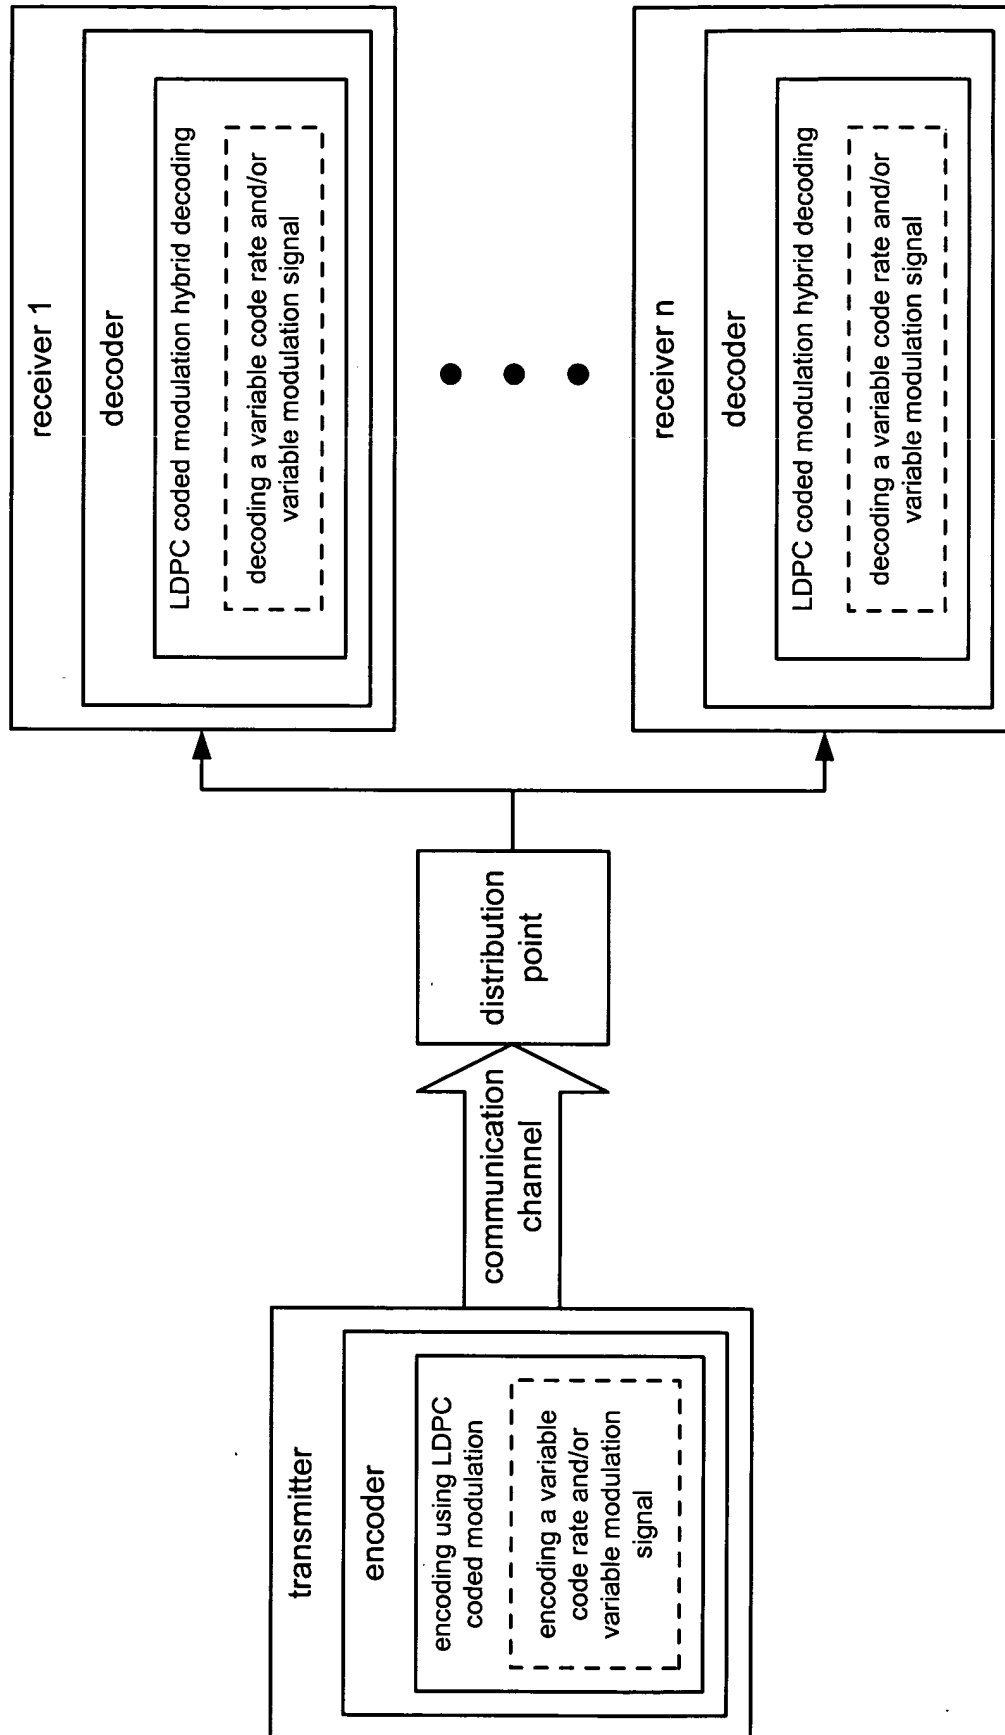 transmitter
encoder
encoding using LDPC
coded modulation
encoding a variable
code rate and/or
variable modulation
signal
communication
channel
distribution
point
receiver 1
decoder
LDPC coded modulation hybrid decoding
decoding a variable code rate and/or
variable modulation signal
receiver n
decoder
LDPC coded modulation hybrid decoding
decoding a variable code rate and/or
variable modulation signal